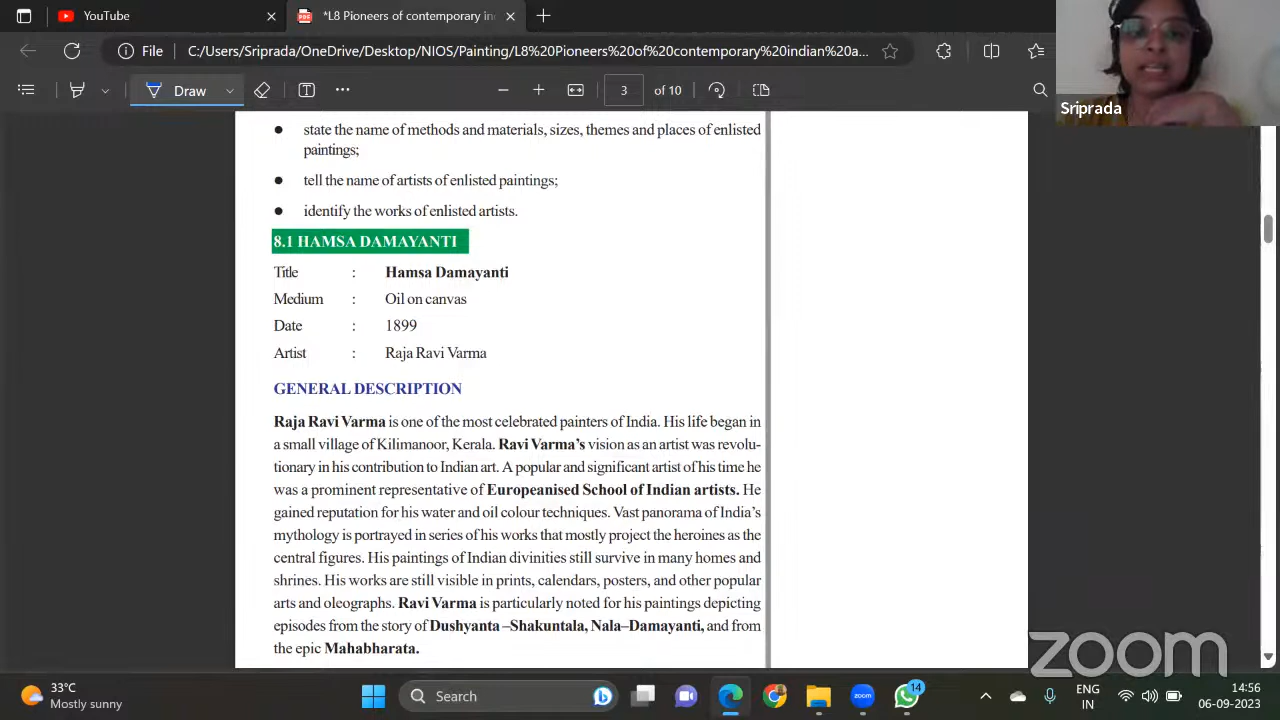 YouTube
*L8 Pioneers of contemporary in
File
C:/Users/Sriprada/OneDrive/Desktop/NIOS/Painting/L8%20Pioneers%20of%20contemporary%20indian%20a...
Draw
3 of 10
Sriprada
● state the name of methods and materials, sizes, themes and places of enlisted
paintings;
● tell the name of artists of enlisted paintings;
● identify the works of enlisted artists.
8.1 HAMSA DAMAYANTI
Title : Hamsa Damayanti
Medium : Oil on canvas
Date : 1899
Artist : Raja Ravi Varma
GENERAL DESCRIPTION
Raja Ravi Varma is one of the most celebrated painters of India. His life began in
a small village of Kilimanoor, Kerala. Ravi Varma's vision as an artist was revolu-
tionary in his contribution to Indian art. A popular and significant artist of his time he
was a prominent representative of Europeanised School of Indian artists. He
gained reputation for his water and oil colour techniques. Vast panorama of India's
mythology is portrayed in series of his works that mostly project the heroines as the
central figures. His paintings of Indian divinities still survive in many homes and
shrines. His works are still visible in prints, calendars, posters, and other popular
arts and oleographs. Ravi Varma is particularly noted for his paintings depicting
episodes from the story of Dushyanta –Shakuntala, Nala–Damayanti, and from
the epic Mahabharata.
zoom
33°C
Mostly sunny
Search
zoom
14
ENG
IN
14:56
06-09-2023